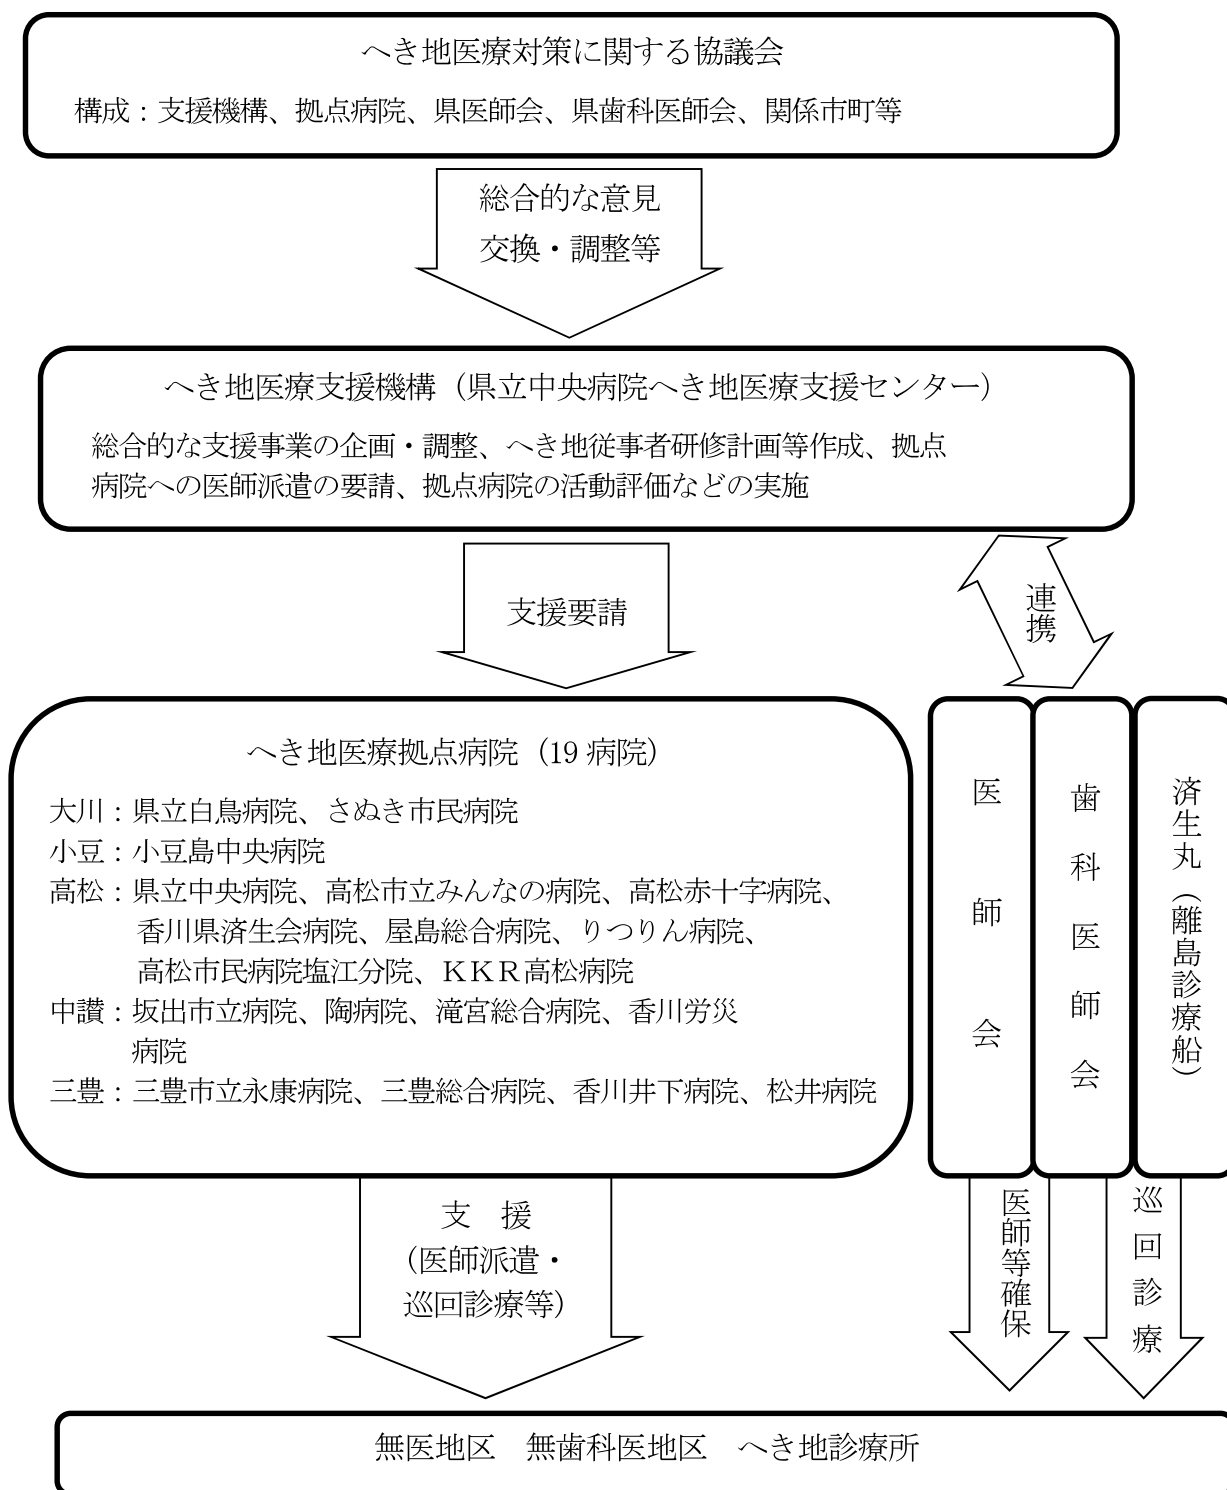 へき地医療対策に関する協議会
構成：支援機構、拠点病院、県医師会、県歯科医師会、関係市町等
総合的な意見
交換・調整等
へき地医療支援機構（県立中央病院へき地医療支援センター）
総合的な支援事業の企画・調整、へき地従事者研修計画等作成、拠点
病院への医師派遣の要請、拠点病院の活動評価などの実施
支援要請
連携
へき地医療拠点病院（19 病院）
大川：県立白鳥病院、さぬき市民病院
小豆：小豆島中央病院
高松：県立中央病院、高松市立みんなの病院、高松赤十字病院、
香川県済生会病院、屋島総合病院、りつりん病院、
高松市民病院塩江分院、ＫＫＲ高松病院
中讃：坂出市立病院、陶病院、滝宮総合病院、香川労災
病院
三豊：三豊市立永康病院、三豊総合病院、香川井下病院、松井病院
医師会
歯科医師会
済生丸（離島診療船）
支　援
（医師派遣・
巡回診療等）
医師等確保
巡回診療
無医地区　無歯科医地区　へき地診療所